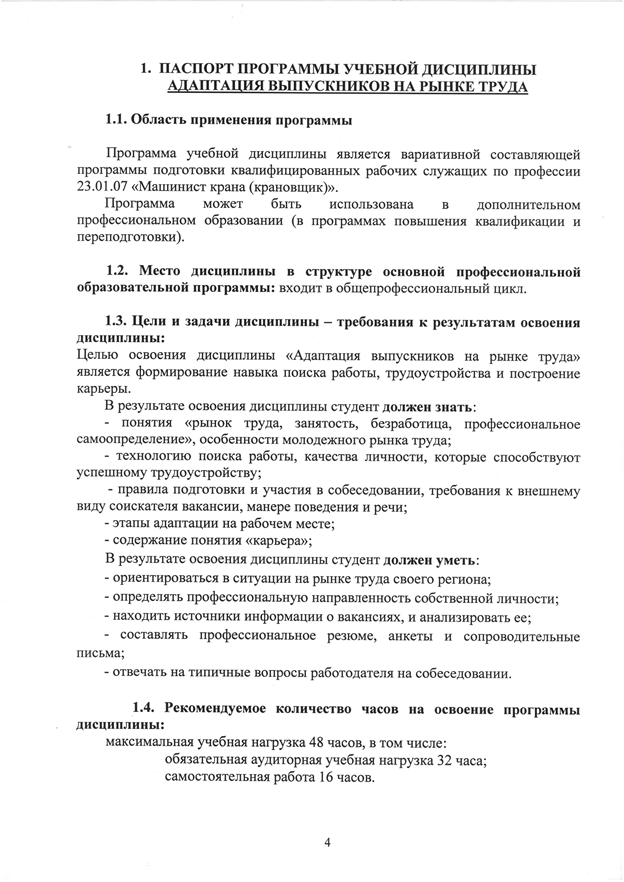 1. ПАСПОРТ ПРОГРАММЫ УЧЕБНОЙ ДИСЦИПЛИНЫ
АДАПТАЦИЯ ВЫПУСКНИКОВ НА РЫНКЕ ТРУДА
1.1. Область применения программы
Программа учебной дисциплины является вариативной составляющей
программы подготовки квалифицированных рабочих служащих по профессии
23.01.07 «Машинист крана (крановщик)».
Программа может быть использована в дополнительном
профессиональном образовании (в программах повышения квалификации и
переподготовки).
1.2. Место дисциплины в структуре основной профессиональной
образовательной программы: входит в общепрофессиональный цикл.
1.3. Цели и задачи дисциплины – требования к результатам освоения
дисциплины:
Целью освоения дисциплины «Адаптация выпускников на рынке труда»
является формирование навыка поиска работы, трудоустройства и построение
карьеры.
В результате освоения дисциплины студент должен знать:
- понятия «рынок труда, занятость, безработица, профессиональное
самоопределение», особенности молодежного рынка труда;
- технологию поиска работы, качества личности, которые способствуют
успешному трудоустройству;
- правила подготовки и участия в собеседовании, требования к внешнему
виду соискателя вакансии, манере поведения и речи;
- этапы адаптации на рабочем месте;
- содержание понятия «карьера»;
В результате освоения дисциплины студент должен уметь:
- ориентироваться в ситуации на рынке труда своего региона;
- определять профессиональную направленность собственной личности;
- находить источники информации о вакансиях, и анализировать ее;
- составлять профессиональное резюме, анкеты и сопроводительные
письма;
- отвечать на типичные вопросы работодателя на собеседовании.
1.4. Рекомендуемое количество часов на освоение программы
дисциплины:
максимальная учебная нагрузка 48 часов, в том числе:
обязательная аудиторная учебная нагрузка 32 часа;
самостоятельная работа 16 часов.
4